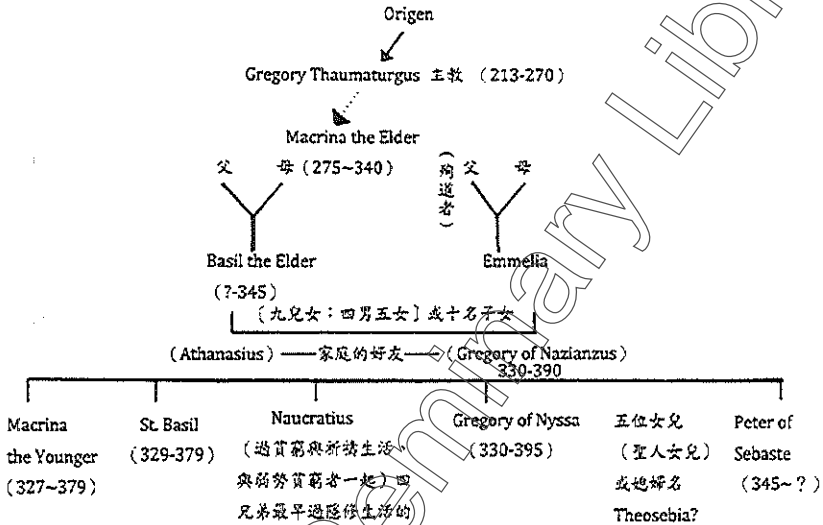 Origen
Gregory Thaumaturgus 主教 (213-270)
Macrina the Elder
父 母 (275~340) (殉道者) 父 母
Basil the Elder Emmelia
(?-345)
〔九兒女:四男五女〕或十名子女
(Athanasius) 家庭的好友 (Gregory of Nazianzus)
330-390
Macrina St. Basil Naucratius Gregory of Nyssa 五位女兒 Peter of
the Younger (329-379) (過貧窮與祈禱生活、 (330-395) (聖人女兒) Sebaste
(327~379) 與弱勢貧窮者一起)四 或媳婦名 (345~?)
兄弟最早過隱修生活的 Theosebia?
Seminary Libr